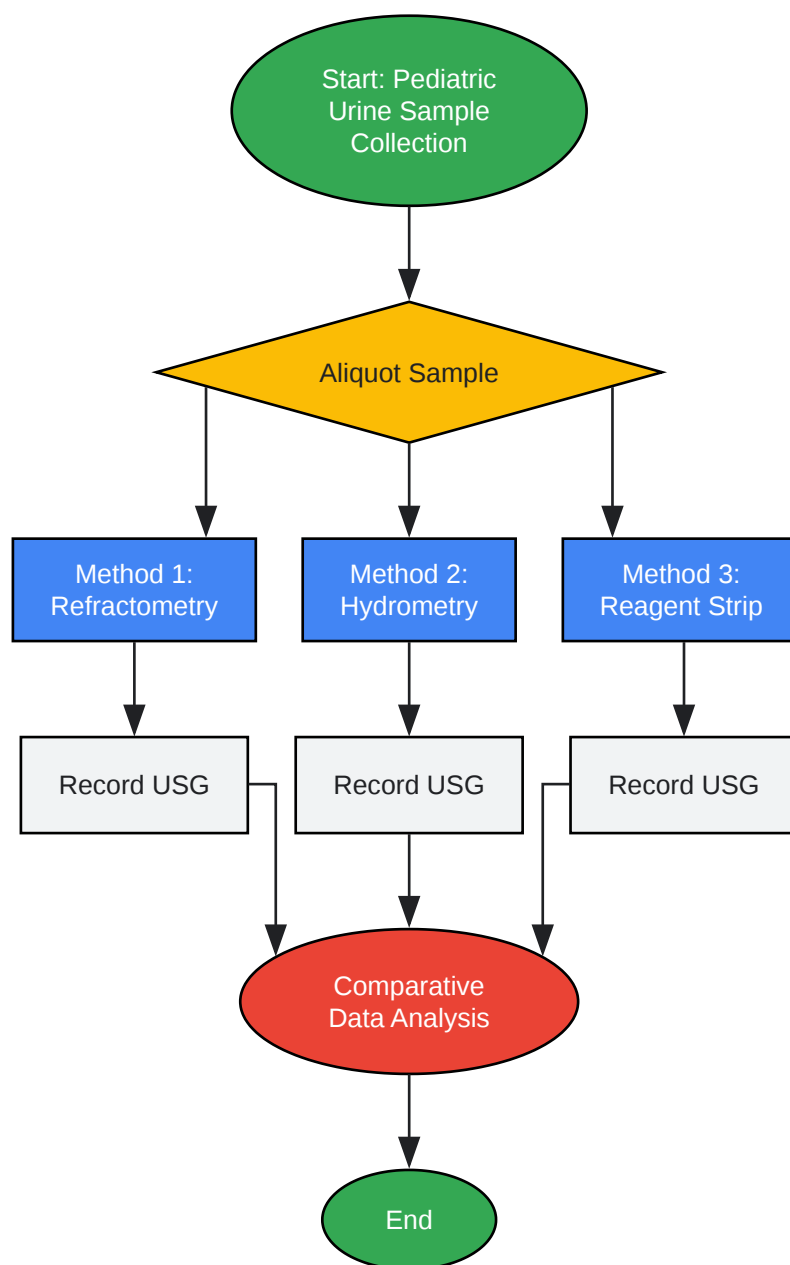 Start: Pediatric
Urine Sample
Collection
Aliquot Sample
Method 1:
Refractometry
Method 2:
Hydrometry
Method 3:
Reagent Strip
Record USG
Record USG
Record USG
Comparative
Data Analysis
End